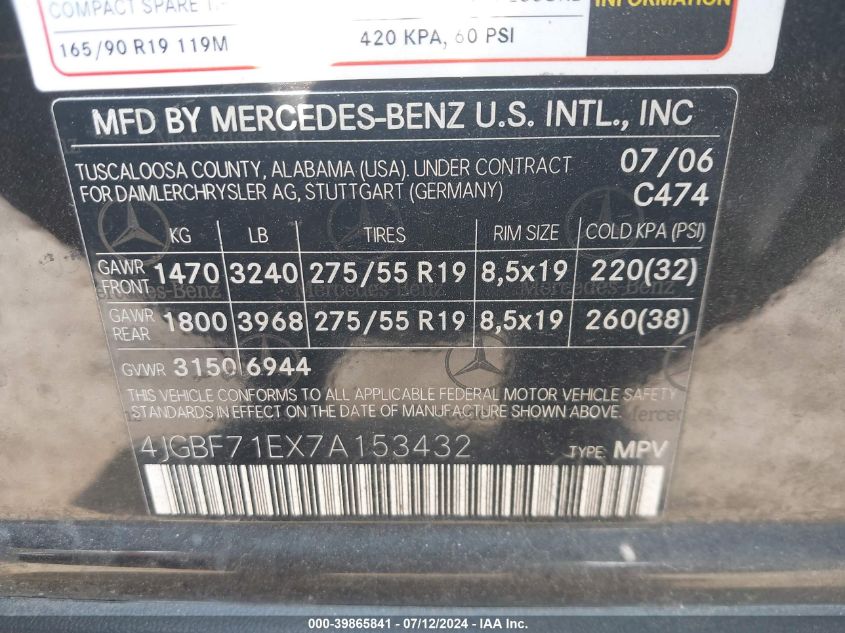 COMPACT SPARE
INFORMATION
165/90 R19 119M
420 KPA, 60 PSI
MFD BY MERCEDES-BENZ U.S. INTL., INC
TUSCALOOSA COUNTY, ALABAMA (USA). UNDER CONTRACT 07/06
FOR DAIMLERCHRYSLER AG, STUTTGART (GERMANY) C474
KG LB TIRES RIM SIZE COLD KPA (PSI)
GAWR FRONT 1470 3240 275/55 R19 8,5x19 220(32)
Mercedes-Benz Mercedes-Benz
GAWR REAR 1800 3968 275/55 R19 8,5x19 260(38)
GVWR 3150 6944
THIS VEHICLE CONFORMS TO ALL APPLICABLE FEDERAL MOTOR VEHICLE SAFETY
STANDARDS IN EFFECT ON THE DATE OF MANUFACTURE SHOWN ABOVE.
4JGBF71EX7A153432 TYPE: MPV
000-39865841 - 07/12/2024 - IAA Inc.